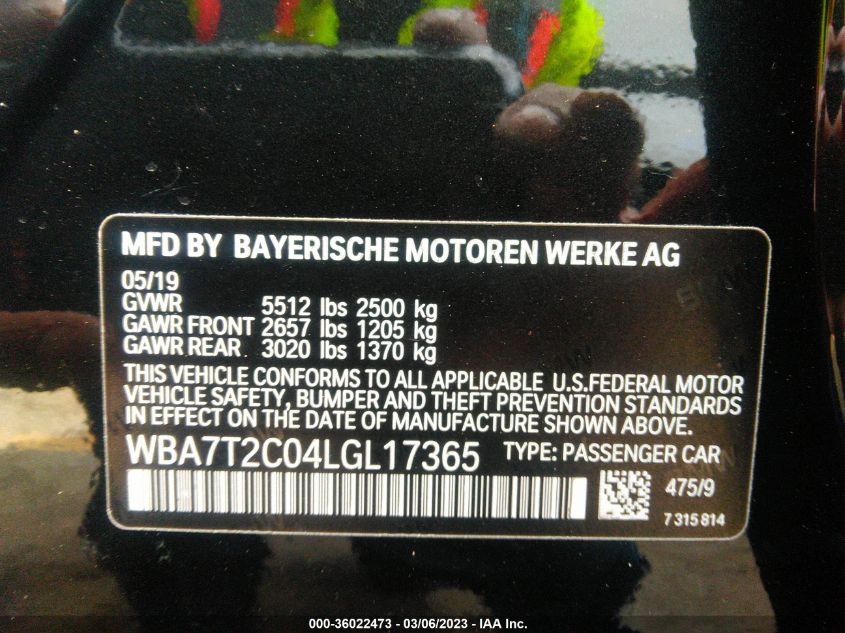 MFD BY BAYERISCHE MOTOREN WERKE AG
05/19
GVWR 5512 lbs 2500 kg
GAWR FRONT 2657 lbs 1205 kg
GAWR REAR 3020 lbs 1370 kg
THIS VEHICLE CONFORMS TO ALL APPLICABLE U.S.FEDERAL MOTOR
VEHICLE SAFETY, BUMPER AND THEFT PREVENTION STANDARDS
IN EFFECT ON THE DATE OF MANUFACTURE SHOWN ABOVE.
WBA7T2C04LGL17365 TYPE: PASSENGER CAR
475/9
7 315 814
000-36022473 - 03/06/2023 - IAA Inc.